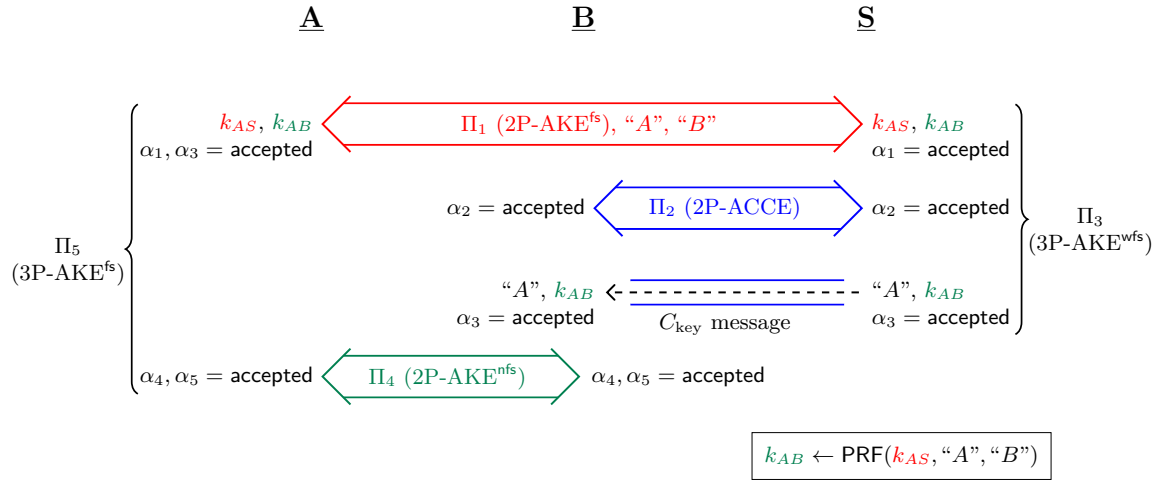 A B S
k_AS, k_AB Π₁ (2P-AKE^fs), “A”, “B” k_AS, k_AB
α₁, α₃ = accepted α₁ = accepted
α₂ = accepted Π₂ (2P-ACCE) α₂ = accepted
Π₅
(3P-AKE^fs)
Π₃
(3P-AKE^wfs)
“A”, k_AB “A”, k_AB
α₃ = accepted C_key message α₃ = accepted
α₄, α₅ = accepted Π₄ (2P-AKE^nfs) α₄, α₅ = accepted
k_AB ← PRF(k_AS, “A”, “B”)